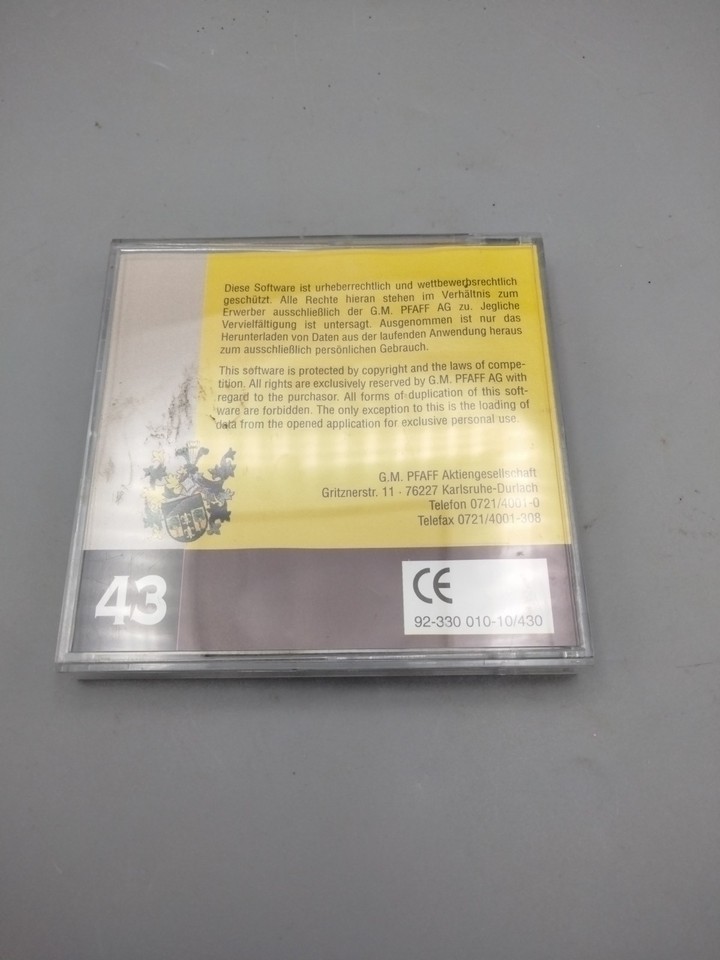 Diese Software ist urheberrechtlich und wettbewerbsrechtlich
geschützt. Alle Rechte hieran stehen im Verhältnis zum
Erwerber ausschließlich der G.M. PFAFF AG zu. Jegliche
Vervielfältigung ist untersagt. Ausgenommen ist nur das
Herunterladen von Daten aus der laufenden Anwendung heraus
zum ausschließlich persönlichen Gebrauch.
This software is protected by copyright and the laws of compe-
tition. All rights are exclusively reserved by G.M. PFAFF AG with
regard to the purchasor. All forms of duplication of this soft-
ware are forbidden. The only exception to this is the loading of
data from the opened application for exclusive personal use.
G.M. PFAFF Aktiengesellschaft
Gritznerstr. 11 · 76227 Karlsruhe-Durlach
Telefon 0721/4001-0
Telefax 0721/4001-308
43
CE
92-330 010-10/430